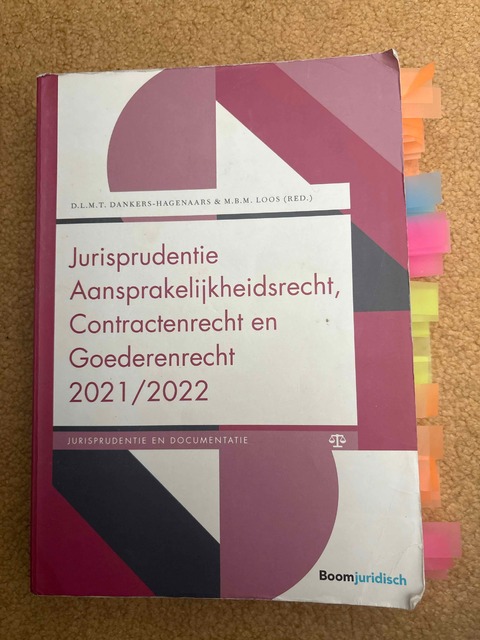 D.L.M.T. DANKERS-HAGENAARS & M.B.M. LOOS (RED.)
Jurisprudentie
Aansprakelijkheidsrecht,
Contractenrecht en
Goederenrecht
2021/2022
JURISPRUDENTIE EN DOCUMENTATIE
Boomjuridisch